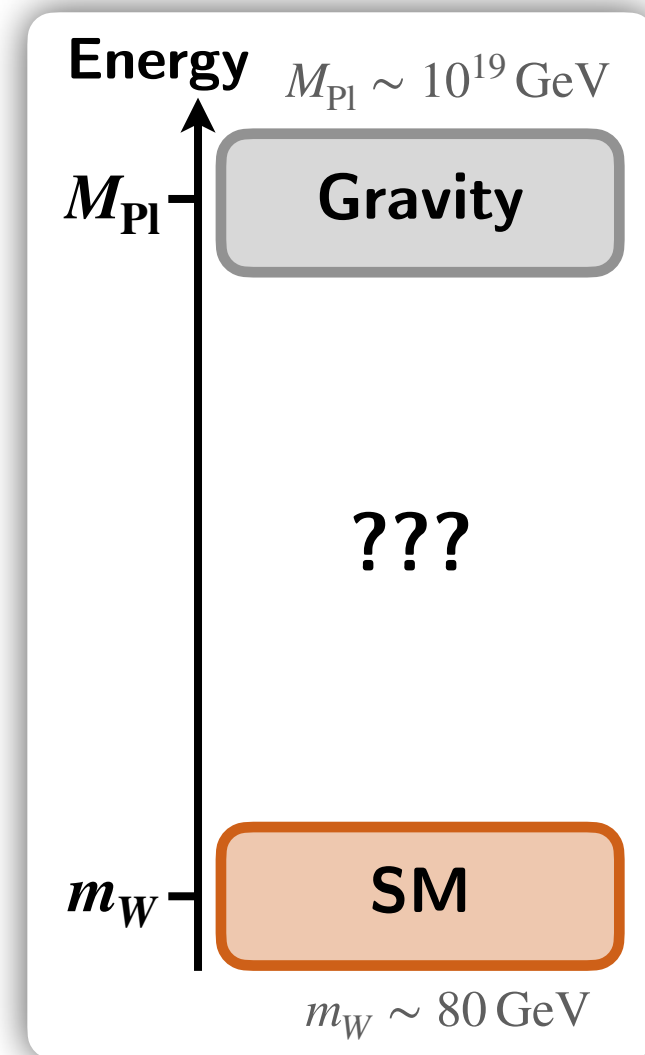 Energy
M_Pl ~ 10^19 GeV
M_Pl
Gravity
???
m_W
SM
m_W ~ 80 GeV